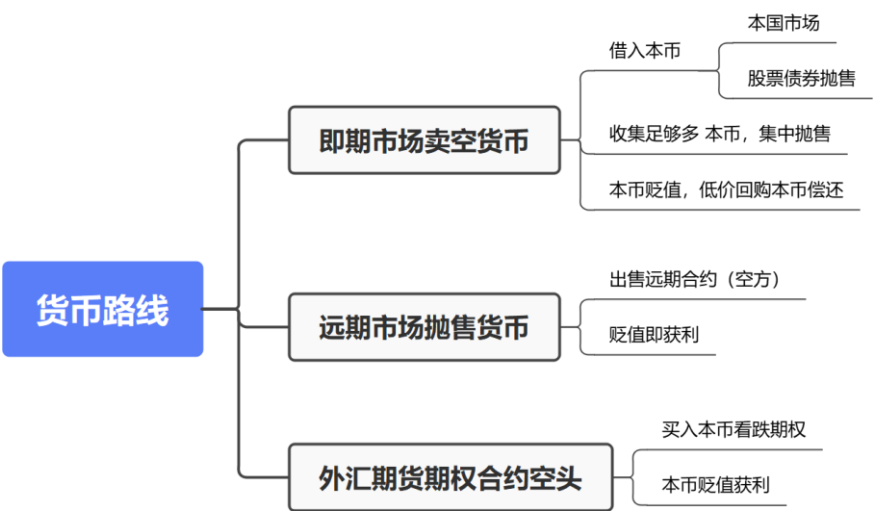 货币路线
即期市场卖空货币
借入本币
本国市场
股票债券抛售
收集足够多 本币，集中抛售
本币贬值，低价回购本币偿还
远期市场抛售货币
出售远期合约（空方）
贬值即获利
外汇期货期权合约空头
买入本币看跌期权
本币贬值获利